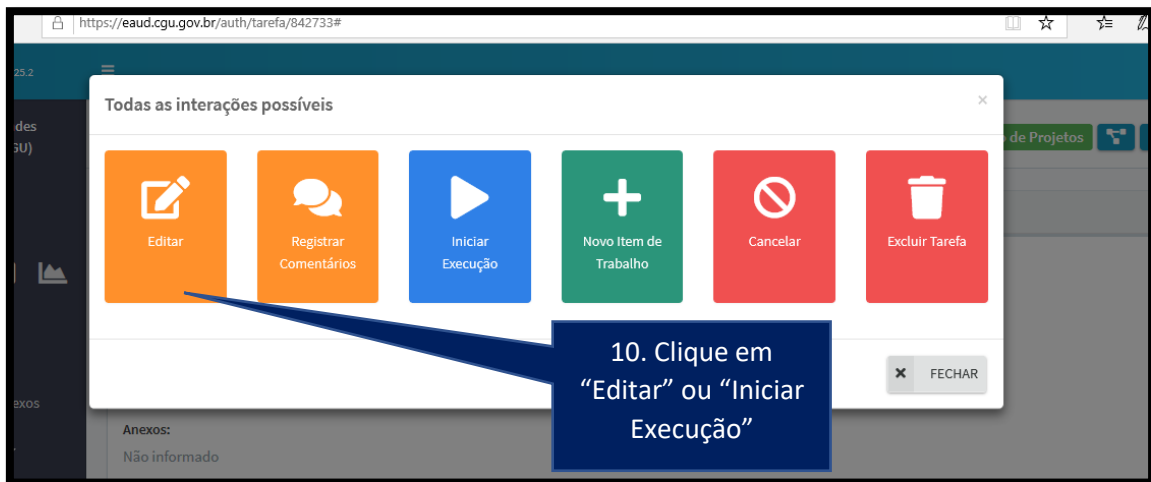 https://eaud.cgu.gov.br/auth/tarefa/842733#
25.2
Todas as interações possíveis
×
des
GU)
de Projetos
Editar
Registrar
Comentários
Iniciar
Execução
Novo Item de
Trabalho
Cancelar
Excluir Tarefa
10. Clique em
“Editar” ou “Iniciar
Execução”
FECHAR
exos
Anexos:
Não informado